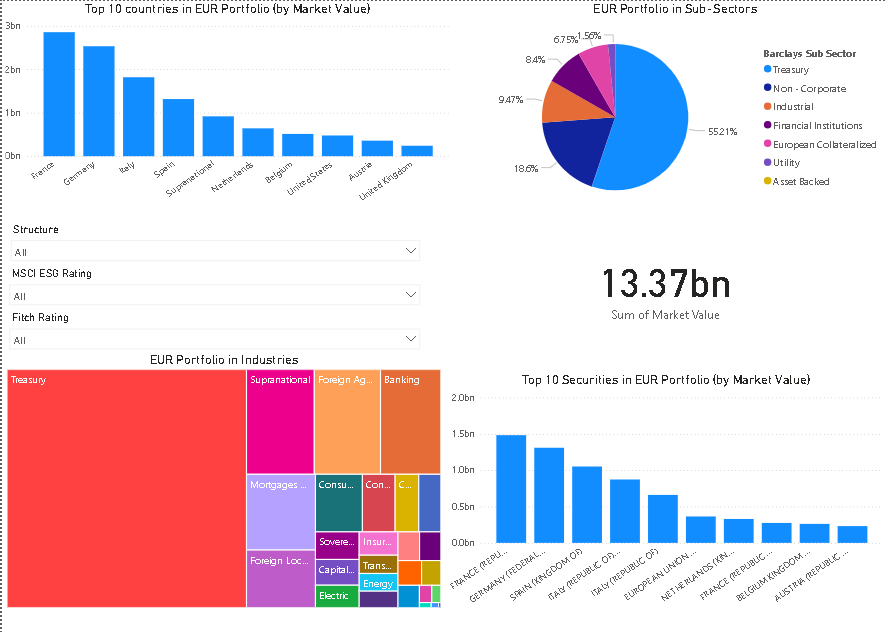 Top 10 countries in EUR Portfolio (by Market Value)
3bn
2bn
1bn
0bn
France
Germany
Italy
Spain
Supranational
Netherlands
Belgium
United States
Austria
United Kingdom
EUR Portfolio in Sub-Sectors
1.56%
6.75%
8.4%
9.47%
18.6%
55.21%
Barclays Sub Sector
Treasury
Non - Corporate
Industrial
Financial Institutions
European Collateralized
Utility
Asset Backed
Structure
All
MSCI ESG Rating
All
Fitch Rating
All
13.37bn
Sum of Market Value
EUR Portfolio in Industries
Treasury
Supranational
Foreign Ag...
Banking
Mortgages ...
Consu...
Con...
C...
Foreign Loc...
Sovere...
Insur...
Capital...
Trans...
Energy
Electric
Top 10 Securities in EUR Portfolio (by Market Value)
2.0bn
1.5bn
1.0bn
0.5bn
0.0bn
FRANCE (REPU...
GERMANY (FEDERAL...
SPAIN (KINGDOM OF)
ITALY (REPUBLIC OF)...
ITALY (REPUBLIC OF)
EUROPEAN UNION ...
NETHERLANDS (KIN...
FRANCE (REPUBLIC ...
BELGIUM KINGDOM ...
AUSTRIA (REPUBLIC ...